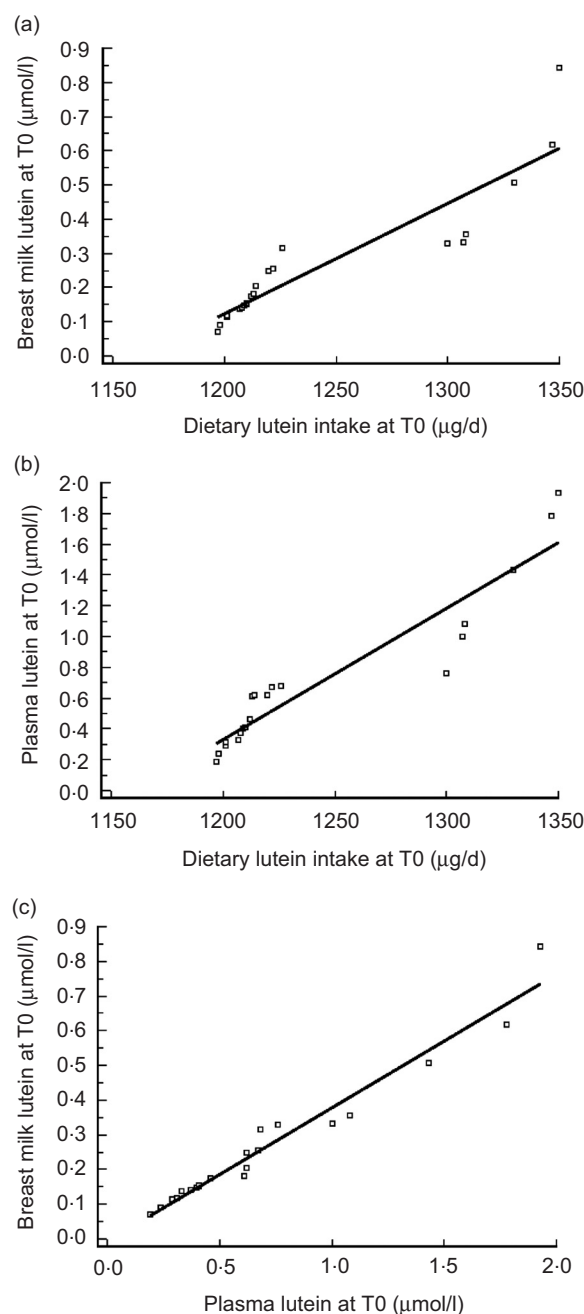 (a)
Breast milk lutein at T0 (μmol/l)
0·9
0·8
0·7
0·6
0·5
0·4
0·3
0·2
0·1
0·0
1150 1200 1250 1300 1350
Dietary lutein intake at T0 (μg/d)
(b)
Plasma lutein at T0 (μmol/l)
2·0
1·8
1·6
1·4
1·2
1·0
0·8
0·6
0·4
0·2
0·0
1150 1200 1250 1300 1350
Dietary lutein intake at T0 (μg/d)
(c)
Breast milk lutein at T0 (μmol/l)
0·9
0·8
0·7
0·6
0·5
0·4
0·3
0·2
0·1
0·0
0·0 0·5 1·0 1·5 2·0
Plasma lutein at T0 (μmol/l)